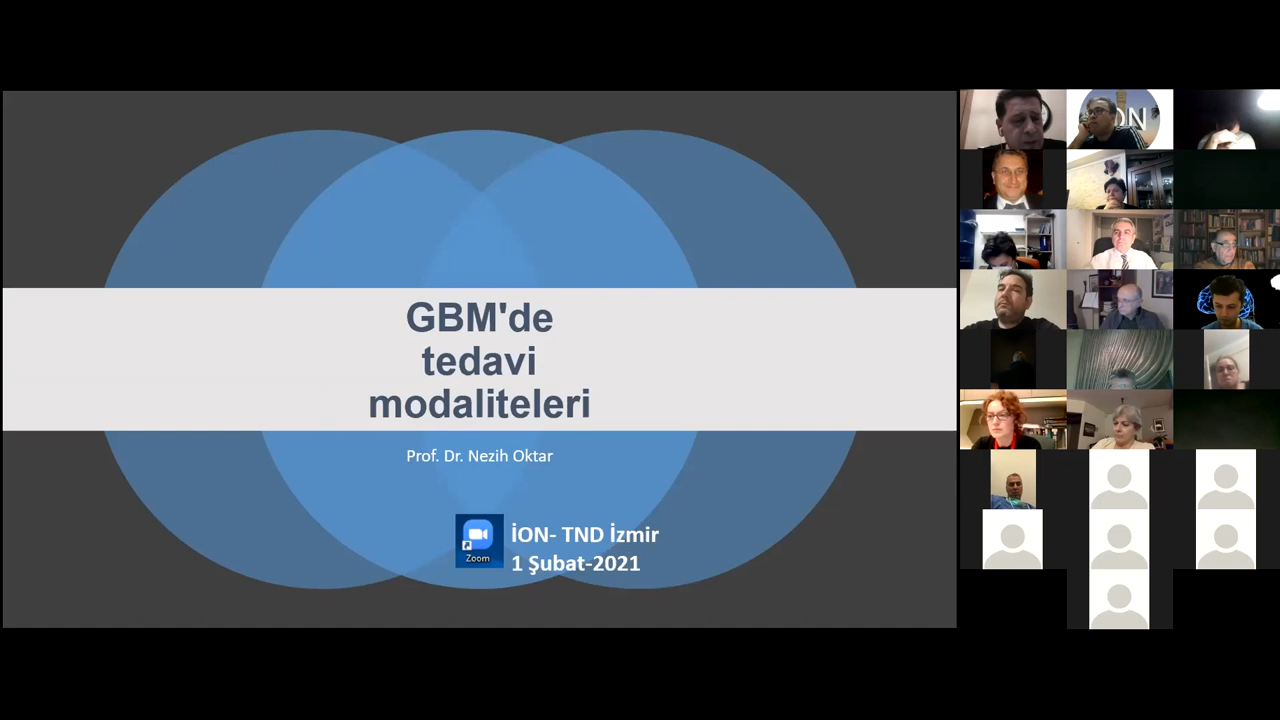 GBM'de
tedavi
modaliteleri
Prof. Dr. Nezih Oktar
Zoom
İON- TND İzmir
1 Şubat-2021